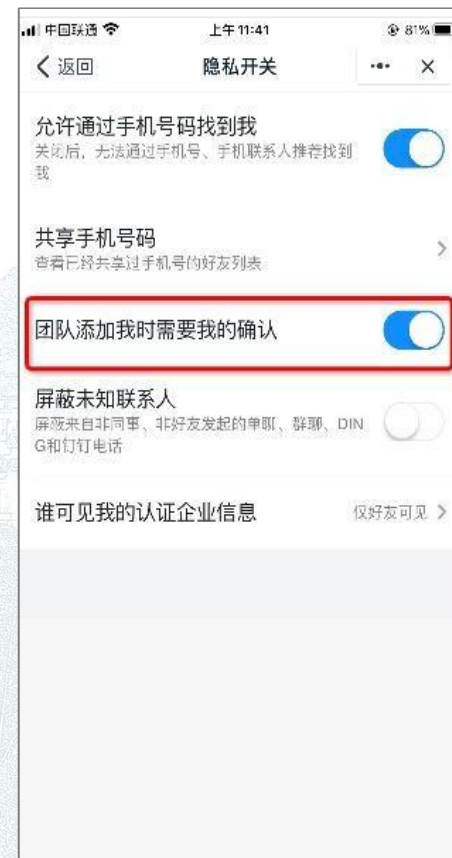 中国联通 上午11:41 81%
返回 隐私开关
允许通过手机号码找到我
关闭后，无法通过手机号、手机联系人推荐找到
我
共享手机号码
查看已经共享过手机号的好友列表
团队添加我时需要我的确认
屏蔽未知联系人
屏蔽来自非同事、非好友发起的单聊、群聊、DIN
G和钉钉电话
谁可见我的认证企业信息 仅好友可见